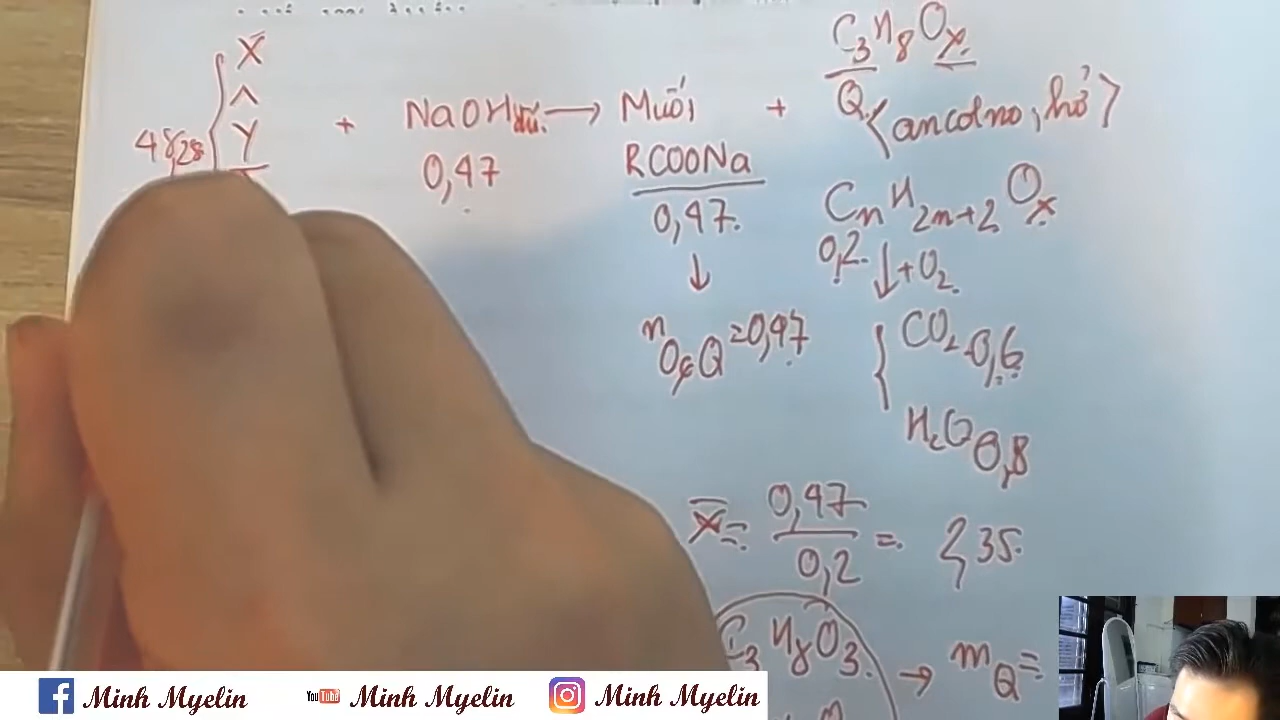 C3H8Ox
X
^
Y
48,28
+ NaOH dư. → Muối + Q <ancol no, hở>
0,47
RCOONa
0,47.
CnH2n+2Ox
0,2. ↓ +O2.
↓
nO/Q = 0,47
{ CO2 0,6
H2O 0,8
x̄ = 0,47 / 0,2 = 2,35.
C3H8O3. → mQ =
Minh Myelin You Tube Minh Myelin Minh Myelin